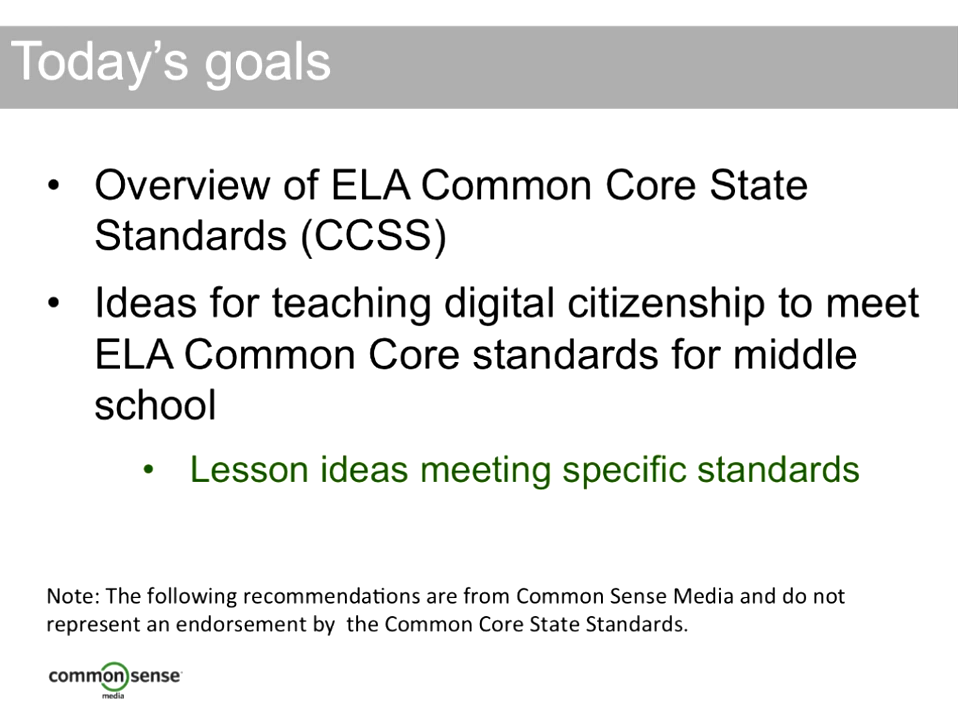 Today’s goals
• Overview of ELA Common Core State
Standards (CCSS)
• Ideas for teaching digital citizenship to meet
ELA Common Core standards for middle
school
• Lesson ideas meeting specific standards
Note: The following recommendations are from Common Sense Media and do not
represent an endorsement by  the Common Core State Standards.
common sense
media